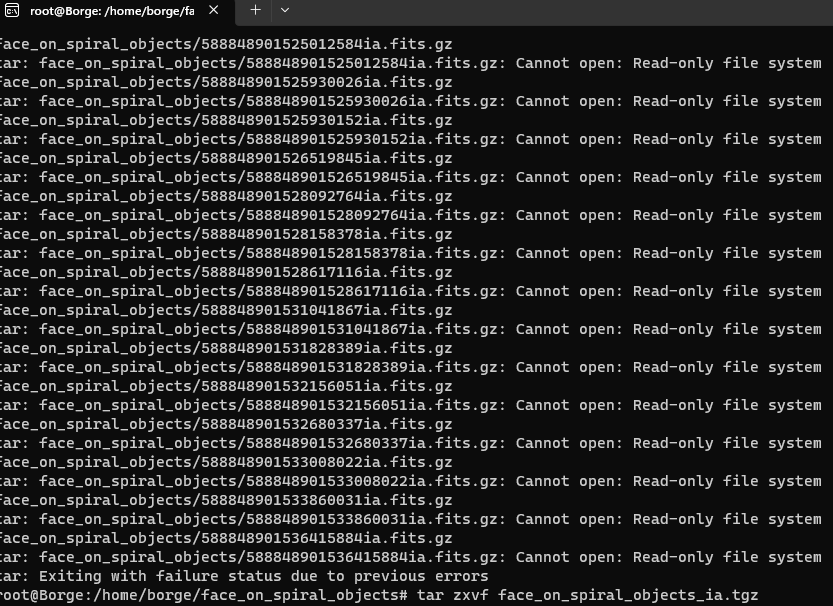 root@Borge: /home/borge/fa
face_on_spiral_objects/588848901525012584ia.fits.gz
tar: face_on_spiral_objects/588848901525012584ia.fits.gz: Cannot open: Read-only file system
face_on_spiral_objects/588848901525930026ia.fits.gz
tar: face_on_spiral_objects/588848901525930026ia.fits.gz: Cannot open: Read-only file system
face_on_spiral_objects/588848901525930152ia.fits.gz
tar: face_on_spiral_objects/588848901525930152ia.fits.gz: Cannot open: Read-only file system
face_on_spiral_objects/588848901526519845ia.fits.gz
tar: face_on_spiral_objects/588848901526519845ia.fits.gz: Cannot open: Read-only file system
face_on_spiral_objects/588848901528092764ia.fits.gz
tar: face_on_spiral_objects/588848901528092764ia.fits.gz: Cannot open: Read-only file system
face_on_spiral_objects/588848901528158378ia.fits.gz
tar: face_on_spiral_objects/588848901528158378ia.fits.gz: Cannot open: Read-only file system
face_on_spiral_objects/588848901528617116ia.fits.gz
tar: face_on_spiral_objects/588848901528617116ia.fits.gz: Cannot open: Read-only file system
face_on_spiral_objects/588848901531041867ia.fits.gz
tar: face_on_spiral_objects/588848901531041867ia.fits.gz: Cannot open: Read-only file system
face_on_spiral_objects/588848901531828389ia.fits.gz
tar: face_on_spiral_objects/588848901531828389ia.fits.gz: Cannot open: Read-only file system
face_on_spiral_objects/588848901532156051ia.fits.gz
tar: face_on_spiral_objects/588848901532156051ia.fits.gz: Cannot open: Read-only file system
face_on_spiral_objects/588848901532680337ia.fits.gz
tar: face_on_spiral_objects/588848901532680337ia.fits.gz: Cannot open: Read-only file system
face_on_spiral_objects/588848901533008022ia.fits.gz
tar: face_on_spiral_objects/588848901533008022ia.fits.gz: Cannot open: Read-only file system
face_on_spiral_objects/588848901533860031ia.fits.gz
tar: face_on_spiral_objects/588848901533860031ia.fits.gz: Cannot open: Read-only file system
face_on_spiral_objects/588848901536415884ia.fits.gz
tar: face_on_spiral_objects/588848901536415884ia.fits.gz: Cannot open: Read-only file system
tar: Exiting with failure status due to previous errors
root@Borge:/home/borge/face_on_spiral_objects# tar zxvf face_on_spiral_objects_ia.tgz